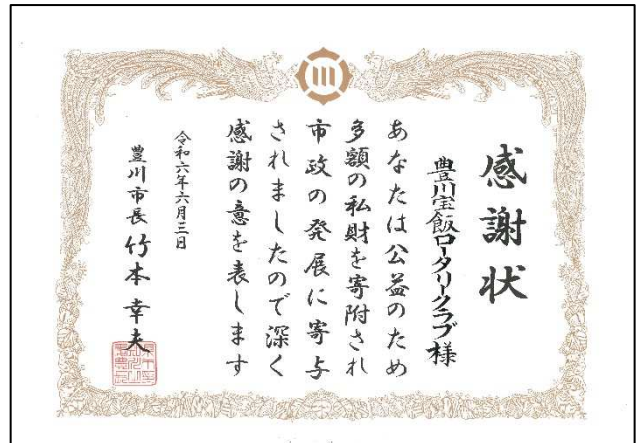 感謝状
豊川宝飯ロータリークラブ様
あなたは公益のため
多額の私財を寄附され
市政の発展に寄与
されましたので深く
感謝の意を表します
令和六年六月三日
豊川市長 竹本幸夫